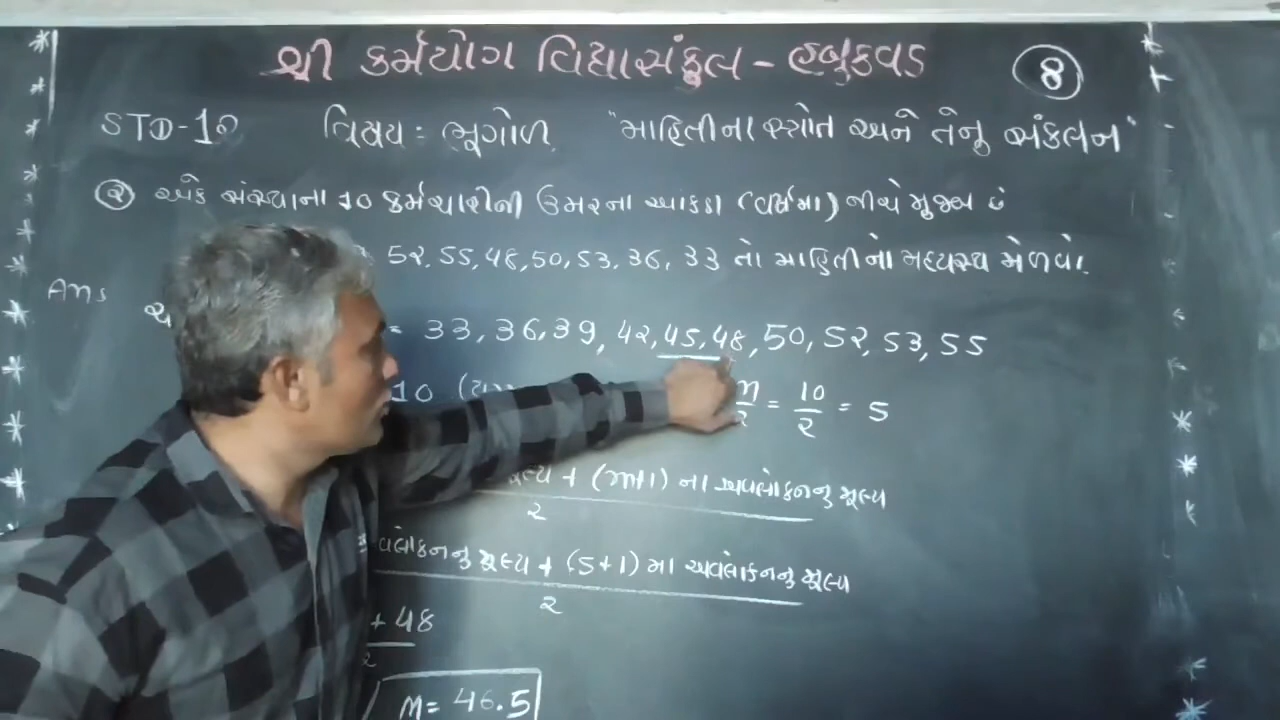 શ્રી કર્મયોગ વિદ્યાસંકુલ - હબુકવડ ૪
STD-12 વિષય : ભૂગોળ "માહિતીના સ્ત્રોત અને તેનુ સંકલન"
૨ એક સંસ્થાના 10 કર્મચારીની ઉંમરના આંકડા (વર્ષમાં) નીચે મૂજબ છે
52, 55, 48, 50, 53, 36, 33 તો માહિતીનો મધ્યસ્થ મેળવો.
Ans = 33, 36, 39, 42, 45, 48, 50, 52, 53, 55
10 = 10/2 = 5
મૂલ્ય + (m+1) ના અવલોકનનુ મૂલ્ય
2
અવલોકનનુ મૂલ્ય + (5+1) મા અવલોકનનુ મૂલ્ય
2
+ 48
2
M = 46.5